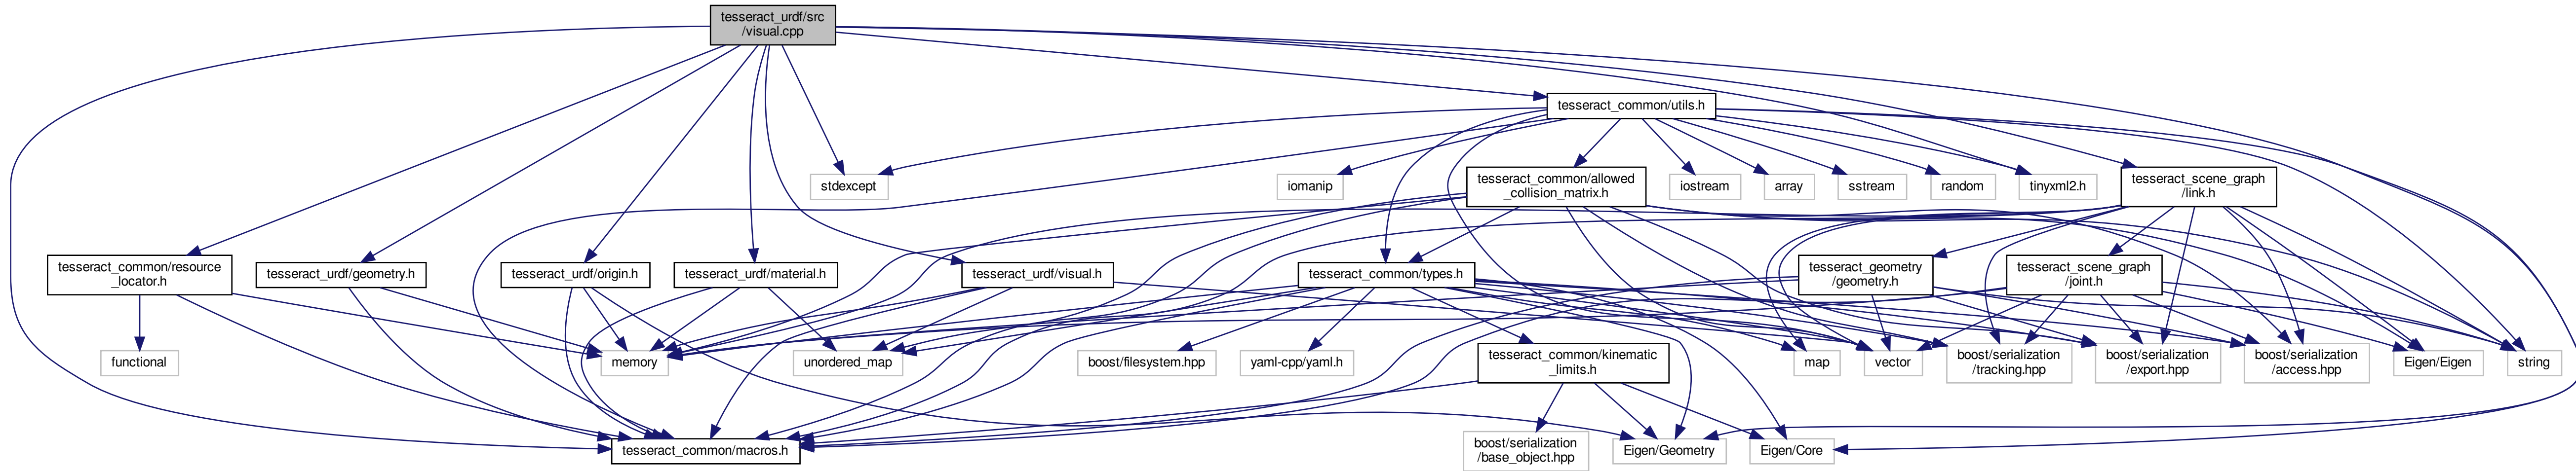 tesseract_urdf/src
/visual.cpp
tesseract_common/utils.h
stdexcept
iomanip
tesseract_common/allowed
_collision_matrix.h
iostream
array
sstream
random
tinyxml2.h
tesseract_scene_graph
/link.h
tesseract_common/resource
_locator.h
tesseract_urdf/geometry.h
tesseract_urdf/origin.h
tesseract_urdf/material.h
tesseract_urdf/visual.h
tesseract_common/types.h
tesseract_geometry
/geometry.h
tesseract_scene_graph
/joint.h
functional
memory
unordered_map
boost/filesystem.hpp
yaml-cpp/yaml.h
tesseract_common/kinematic
_limits.h
map
vector
boost/serialization
/tracking.hpp
boost/serialization
/export.hpp
boost/serialization
/access.hpp
Eigen/Eigen
string
tesseract_common/macros.h
boost/serialization
/base_object.hpp
Eigen/Geometry
Eigen/Core